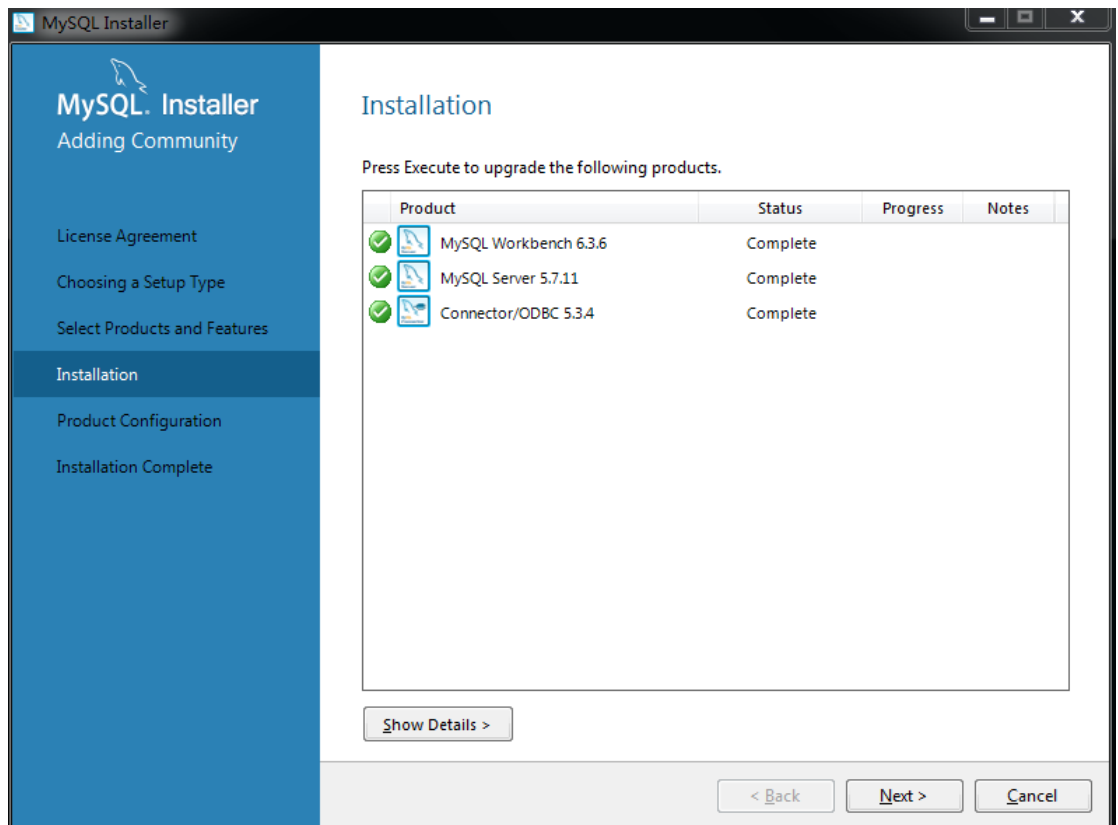 MySQL Installer
MySQL. Installer
Adding Community
License Agreement
Choosing a Setup Type
Select Products and Features
Installation
Product Configuration
Installation Complete
Installation
Press Execute to upgrade the following products.
Product Status Progress Notes
MySQL Workbench 6.3.6 Complete
MySQL Server 5.7.11 Complete
Connector/ODBC 5.3.4 Complete
Show Details >
< Back Next > Cancel